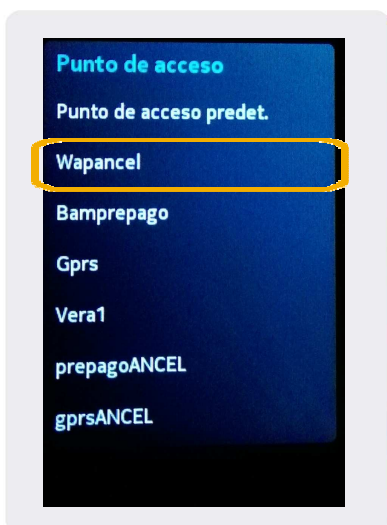 Punto de acceso
Punto de acceso predet.
Wapancel
Bamprepago
Gprs
Vera1
prepagoANCEL
gprsANCEL